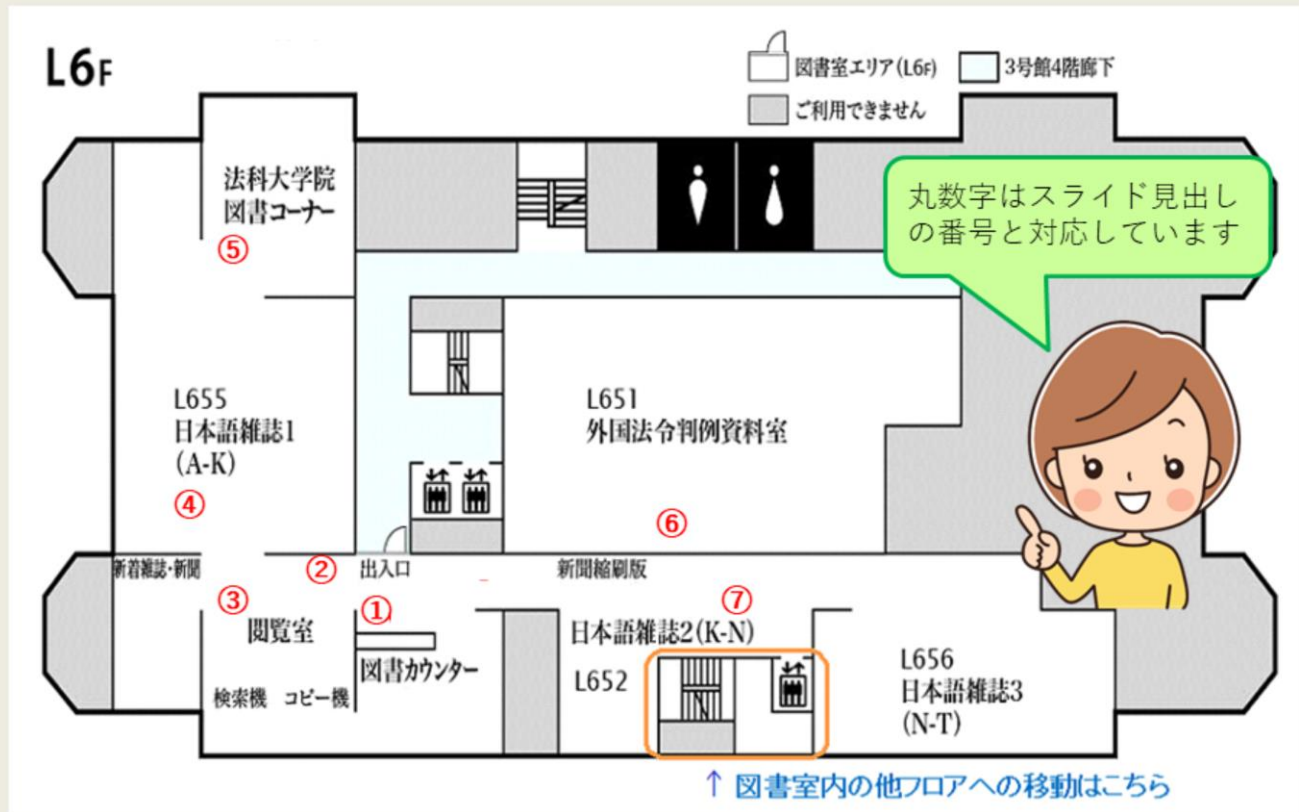 L6F
図書室エリア(L6F)
3号館4階廊下
ご利用できません
丸数字はスライド見出し
の番号と対応しています
法科大学院
図書コーナー
⑤
L655
日本語雑誌1
(A-K)
④
L651
外国法令判例資料室
⑥
新着雑誌・新聞
②
出入口
新聞縮刷版
③
①
⑦
閲覧室
図書カウンター
検索機 コピー機
日本語雑誌2(K-N)
L652
L656
日本語雑誌3
(N-T)
↑ 図書室内の他フロアへの移動はこちら